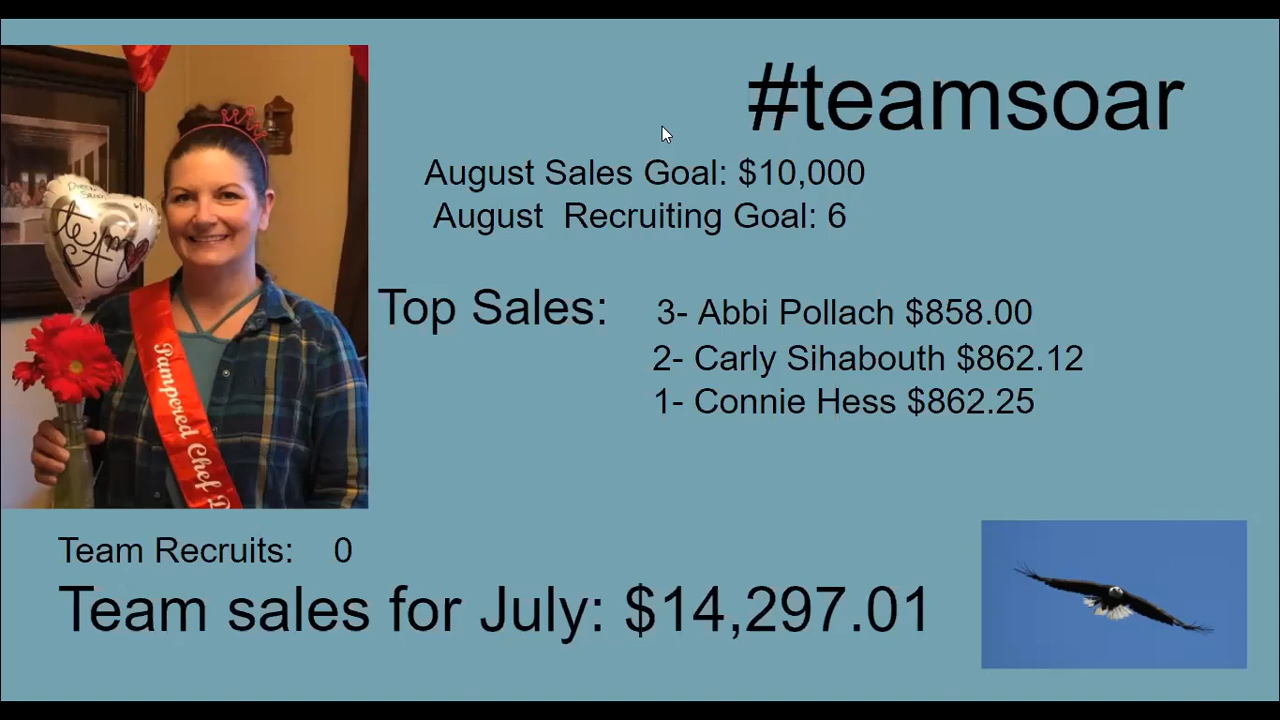 #teamsoar
August Sales Goal: $10,000
August Recruiting Goal: 6
Top Sales:
3- Abbi Pollach $858.00
2- Carly Sihabouth $862.12
1- Connie Hess $862.25
Pampered Chef
Team Recruits: 0
Team sales for July: $14,297.01